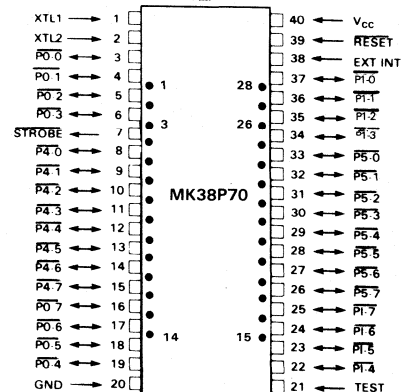 XTL1 1 40 Vcc
XTL2 2 39 RESET
P0·0 3 38 EXT INT
P0·1 4 37 P1·0
P0·2 5 1 28 36 P1·1
P0·3 6 35 P1·2
STROBE 7 3 26 34 P1·3
P4·0 8 33 P5·0
P4·1 9 32 P5·1
P4·2 10 MK38P70 31 P5·2
P4·3 11 30 P5·3
P4·4 12 29 P5·4
P4·5 13 28 P5·5
P4·6 14 27 P5·6
P4·7 15 26 P5·7
P0·7 16 25 P1·7
P0·6 17 24 P1·6
P0·5 18 14 15 23 P1·5
P0·4 19 22 P1·4
GND 20 21 TEST